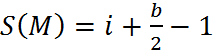 S(M) = i + b/2 − 1